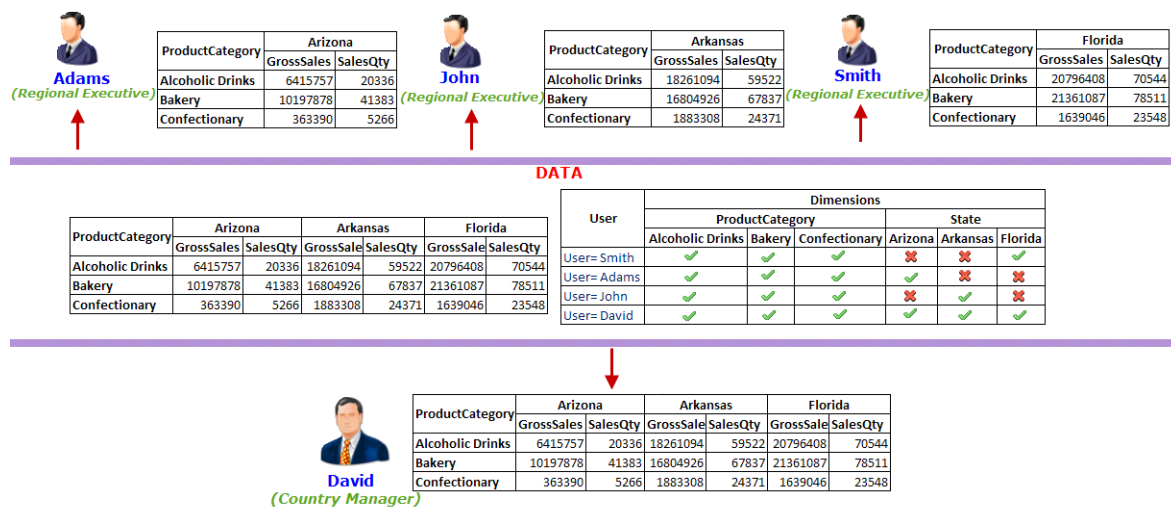 Adams
(Regional Executive)
ProductCategory Arizona
GrossSales SalesQty
Alcoholic Drinks 6415757 20336
Bakery 10197878 41383
Confectionary 363390 5266
John
(Regional Executive)
ProductCategory Arkansas
GrossSales SalesQty
Alcoholic Drinks 18261094 59522
Bakery 16804926 67837
Confectionary 1883308 24371
Smith
(Regional Executive)
ProductCategory Florida
GrossSales SalesQty
Alcoholic Drinks 20796408 70544
Bakery 21361087 78511
Confectionary 1639046 23548
DATA
ProductCategory Arizona Arkansas Florida
GrossSales SalesQty GrossSale SalesQty GrossSale SalesQty
Alcoholic Drinks 6415757 20336 18261094 59522 20796408 70544
Bakery 10197878 41383 16804926 67837 21361087 78511
Confectionary 363390 5266 1883308 24371 1639046 23548
User Dimensions
ProductCategory State
Alcoholic Drinks Bakery Confectionary Arizona Arkansas Florida
User= Smith
User= Adams
User= John
User= David
David
(Country Manager)
ProductCategory Arizona Arkansas Florida
GrossSales SalesQty GrossSale SalesQty GrossSale SalesQty
Alcoholic Drinks 6415757 20336 18261094 59522 20796408 70544
Bakery 10197878 41383 16804926 67837 21361087 78511
Confectionary 363390 5266 1883308 24371 1639046 23548